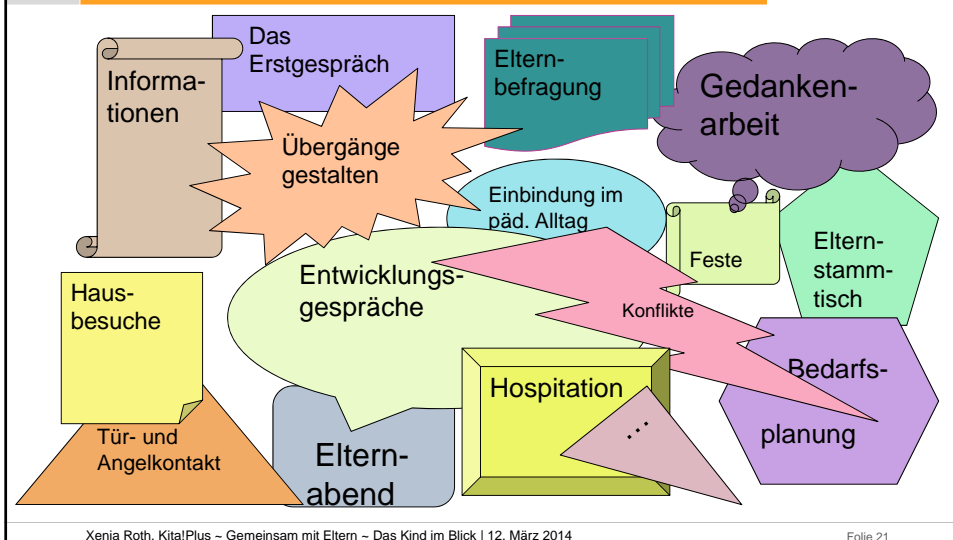 Informa-
tionen
Das
Erstgespräch
Eltern-
befragung
Gedanken-
arbeit
Übergänge
gestalten
Einbindung im
päd. Alltag
Feste
Eltern-
stamm-
tisch
Haus-
besuche
Entwicklungs-
gespräche
Konflikte
Bedarfs-
planung
Hospitation
...
Tür- und
Angelkontakt
Eltern-
abend
Xenia Roth, Kita!Plus ~ Gemeinsam mit Eltern ~ Das Kind im Blick | 12. März 2014
Folie 21